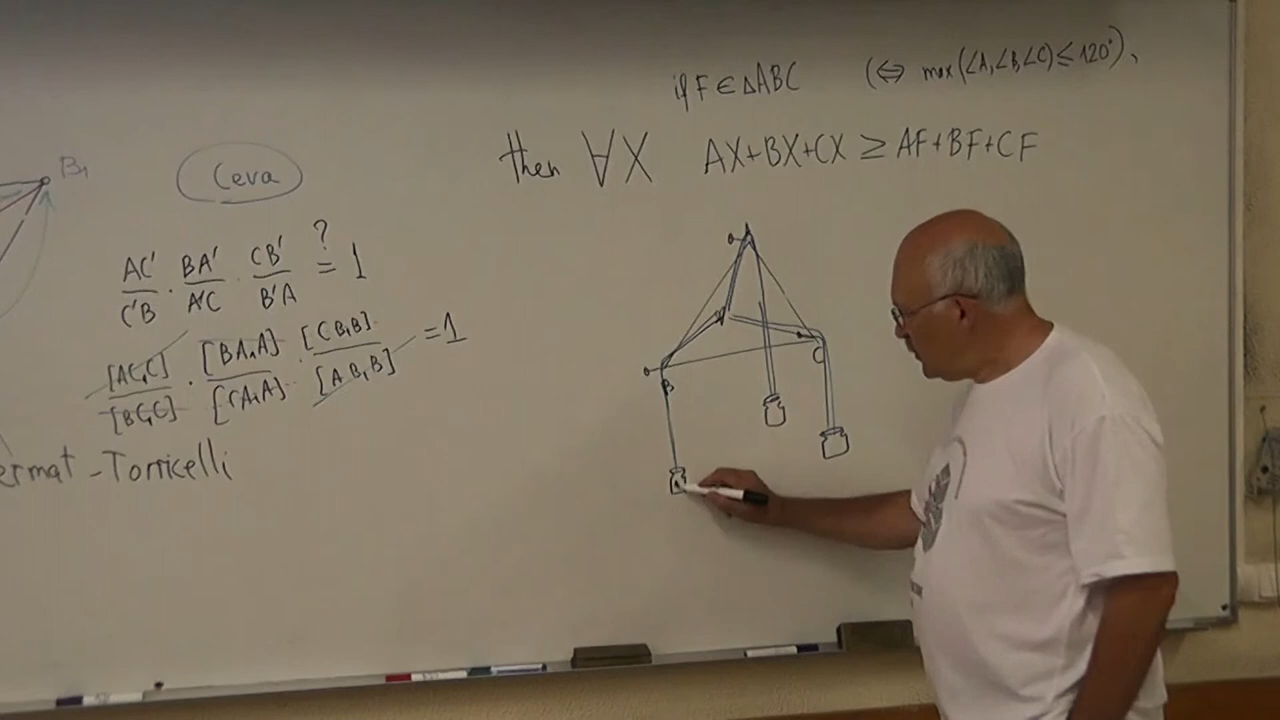 if F ∈ ΔABC (⇔ max(∠A,∠B,∠C) ≤ 120°),
then ∀X AX+BX+CX ≥ AF+BF+CF
B₁
Ceva
AC'/C'B · BA'/A'C · CB'/B'A ?= 1
[AC₁C]/[BC₁C] · [BA₁A]/[CA₁A] · [CB₁B]/[AB₁B] = 1
ermat - Torricelli
B
C